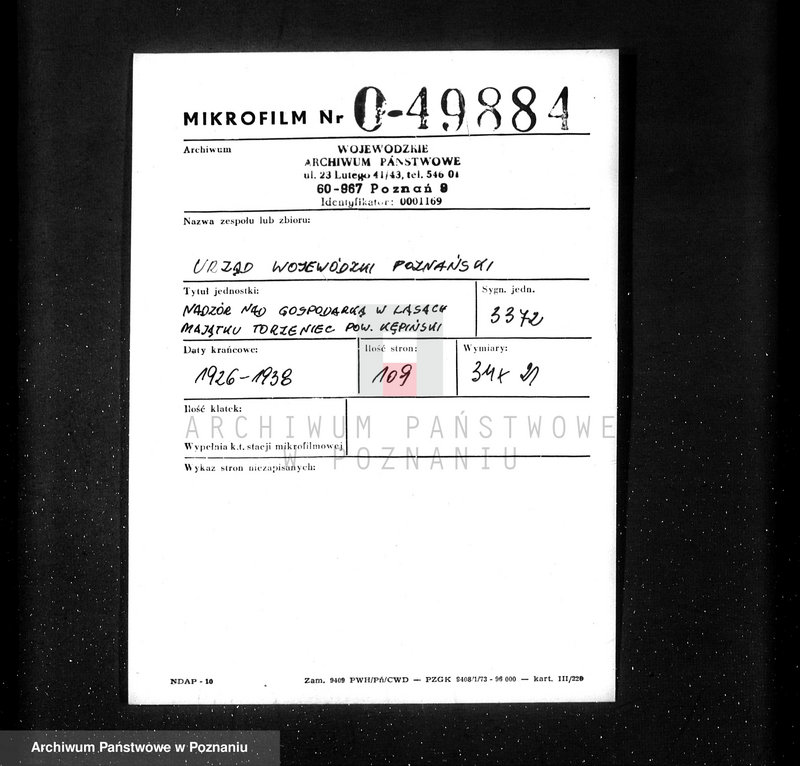 MIKROFILM Nr 0-49884
Archiwum
WOJEWODZKIE
ARCHIWUM PAŃSTWOWE
ul. 23 Lutego 41/43, tel. 546 01
60-967 Poznań 9
Identyfikator: 0001169
Nazwa zespołu lub zbioru:
URZĄD WOJEWÓDZKI POZNAŃSKI
Tytuł jednostki:
NADZÓR NAD GOSPODARKĄ W LASACH
MAJĄTKU TORZENIEC POW. KĘPIŃSKI
Sygn. jedn.
3372
Daty krańcowe:
1926-1938
Ilość stron:
109
Wymiary:
34x21
Ilość klatek:
Wypełnia k.t. stacji mikrofilmowej
ARCHIWUM PAŃSTWOWE
W POZNANIU
Wykaz stron niezapisanych:
NDAP - 10
Zam. 9409 PWH/Pń/CWD — PZGK 8408/1/73 - 96 000 — kart. III/220
Archiwum Państwowe w Poznaniu